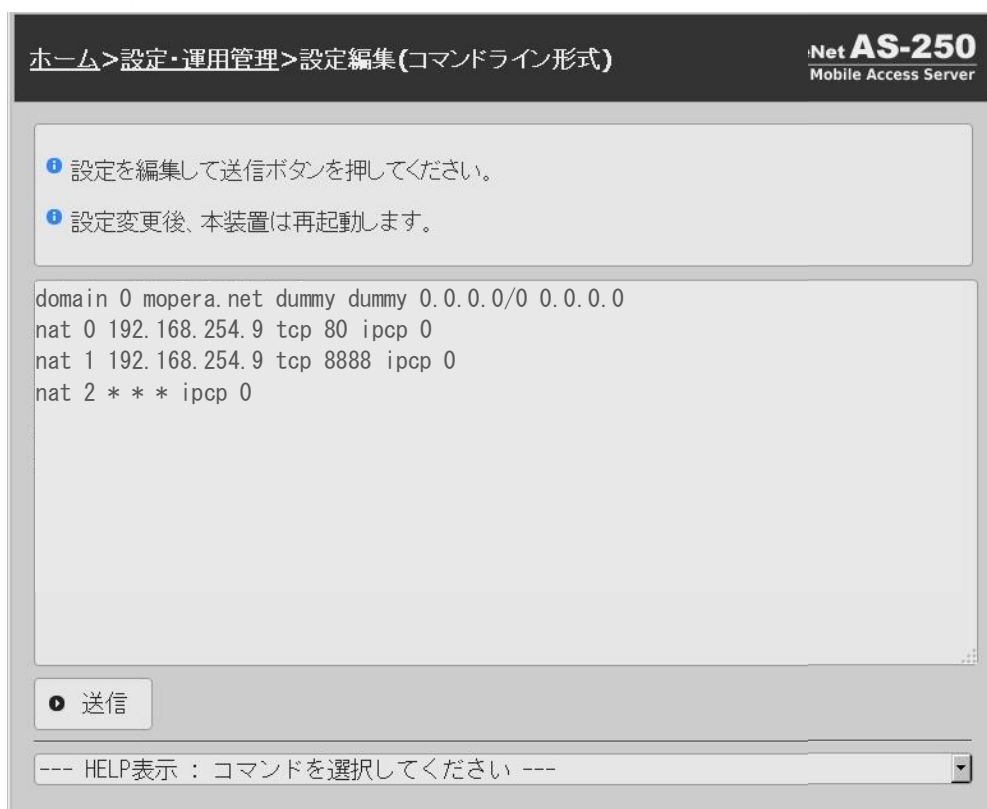 ホーム>設定・運用管理>設定編集(コマンドライン形式)
Net AS-250
Mobile Access Server
設定を編集して送信ボタンを押してください。
設定変更後、本装置は再起動します。
domain 0 mopera.net dummy dummy 0.0.0.0/0 0.0.0.0
nat 0 192.168.254.9 tcp 80 ipcp 0
nat 1 192.168.254.9 tcp 8888 ipcp 0
nat 2 * * * ipcp 0
送信
--- HELP表示 : コマンドを選択してください ---